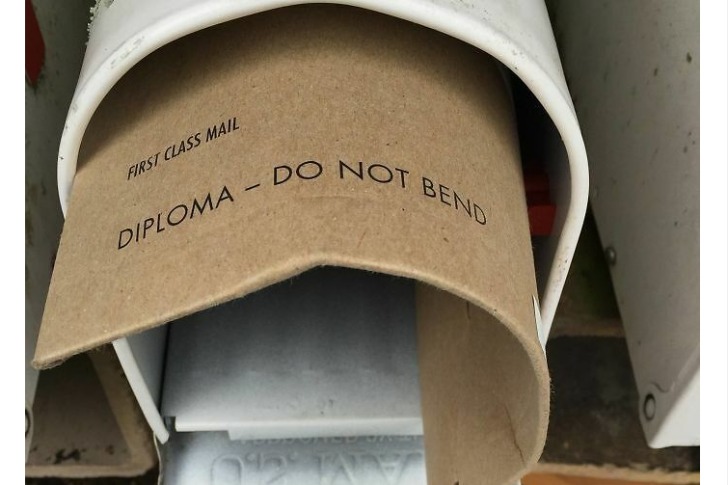 FIRST CLASS MAIL
DIPLOMA – DO NOT BEND